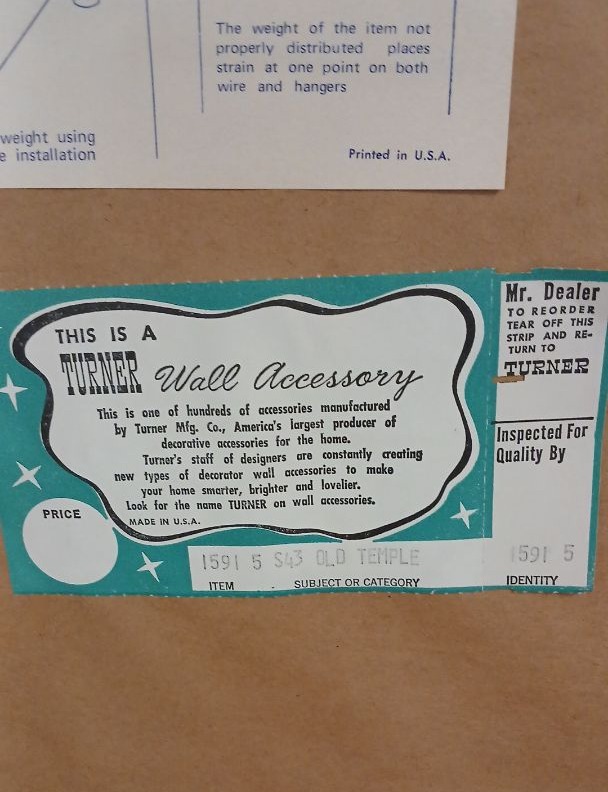 The weight of the item not
properly distributed places
strain at one point on both
wire and hangers
weight using
e installation
Printed in U.S.A.
THIS IS A
TURNER Wall Accessory
This is one of hundreds of accessories manufactured
by Turner Mfg. Co., America's largest producer of
decorative accessories for the home.
Turner's staff of designers are constantly creating
new types of decorator wall accessories to make
your home smarter, brighter and lovelier.
Look for the name TURNER on wall accessories.
MADE IN U.S.A.
PRICE
1591 5 S43 OLD TEMPLE
ITEM SUBJECT OR CATEGORY
Mr. Dealer
TO REORDER
TEAR OFF THIS
STRIP AND RE-
TURN TO
TURNER
Inspected For
Quality By
1591 5
IDENTITY